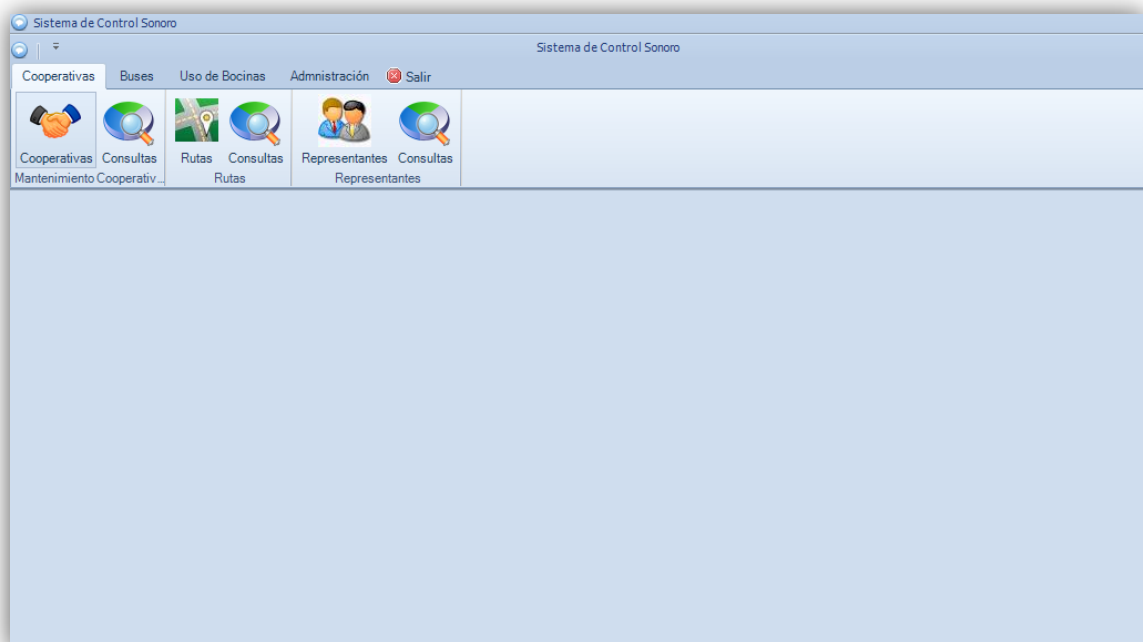 Sistema de Control Sonoro
Sistema de Control Sonoro
Cooperativas Buses Uso de Bocinas Admnistración Salir
Cooperativas Consultas Rutas Consultas Representantes Consultas
Mantenimiento Cooperativ... Rutas Representantes